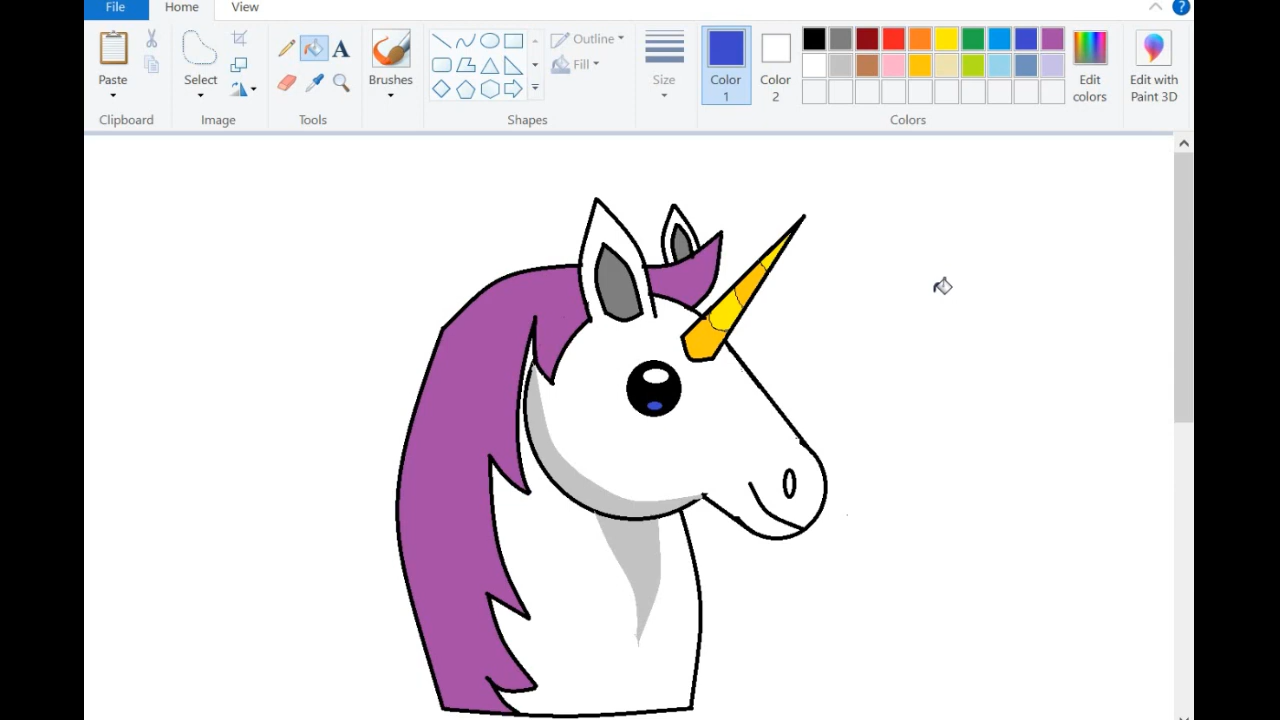 File Home View
Paste
Clipboard
Select
Image
A
Tools
Brushes
Outline
Fill
Shapes
Size
Color
1
Color
2
Edit
colors
Colors
Edit with
Paint 3D
?